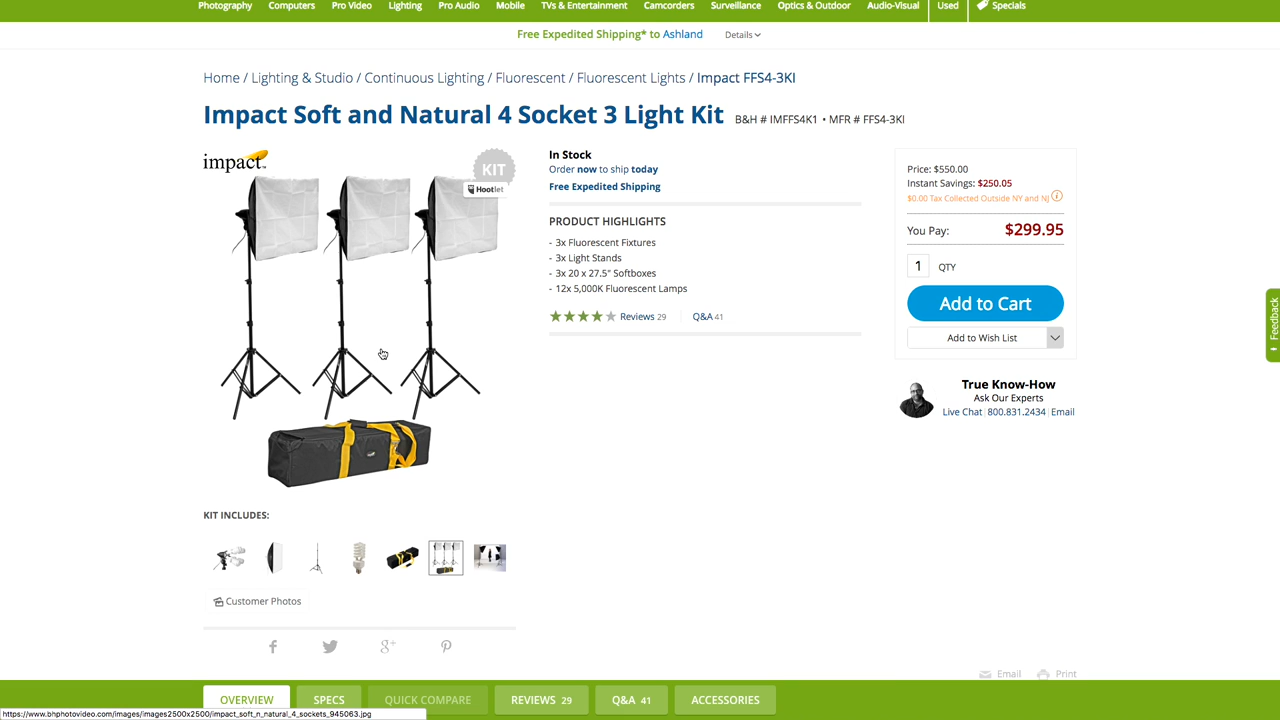 Photography Computers Pro Video Lighting Pro Audio Mobile TVs & Entertainment Camcorders Surveillance Optics & Outdoor Audio-Visual Used Specials
Free Expedited Shipping* to Ashland Details
Home / Lighting & Studio / Continuous Lighting / Fluorescent / Fluorescent Lights / Impact FFS4-3KI
Impact Soft and Natural 4 Socket 3 Light Kit B&H # IMFFS4K1 • MFR # FFS4-3KI
impact
KIT
Hootlet
In Stock
Order now to ship today
Free Expedited Shipping
PRODUCT HIGHLIGHTS
- 3x Fluorescent Fixtures
- 3x Light Stands
- 3x 20 x 27.5" Softboxes
- 12x 5,000K Fluorescent Lamps
Reviews 29 Q&A 41
Price: $550.00
Instant Savings: $250.05
$0.00 Tax Collected Outside NY and NJ
You Pay: $299.95
1 QTY
Add to Cart
Add to Wish List
True Know-How
Ask Our Experts
Live Chat 800.831.2434 Email
Feedback
KIT INCLUDES:
Customer Photos
Email Print
OVERVIEW SPECS QUICK COMPARE REVIEWS 29 Q&A 41 ACCESSORIES
https://www.bhphotovideo.com/images/images2500x2500/impact_soft_n_natural_4_sockets_945063.jpg